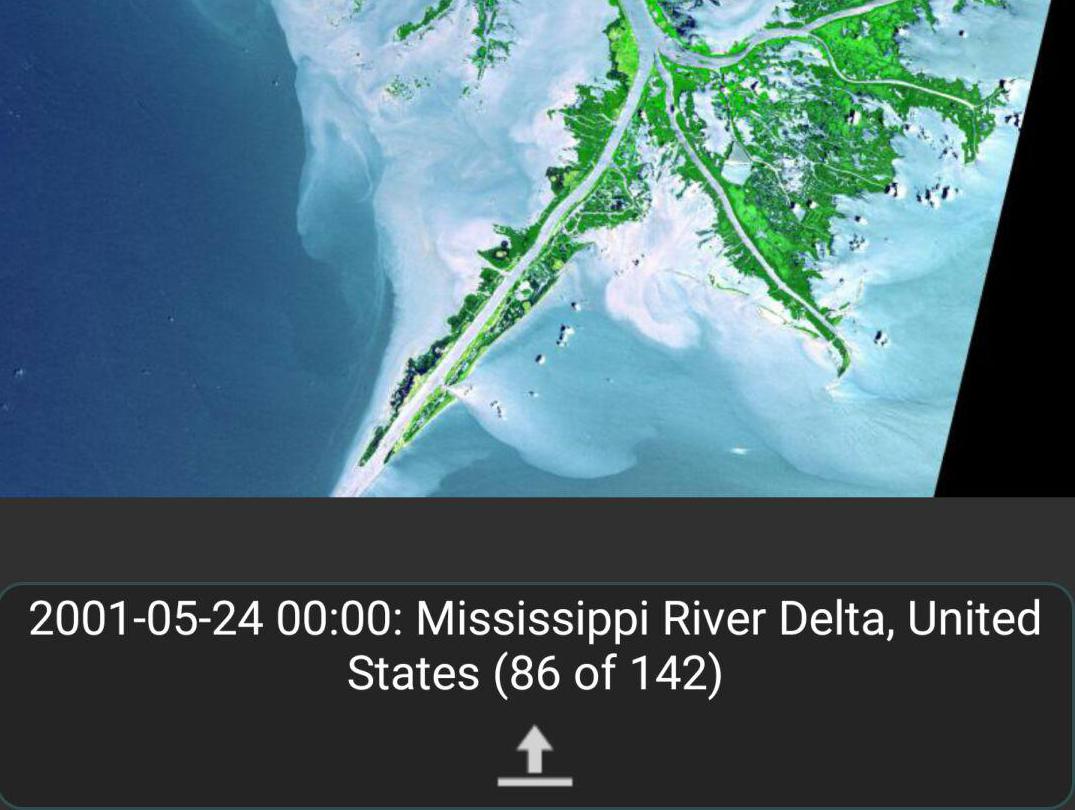 2001-05-24 00:00: Mississippi River Delta, United
States (86 of 142)